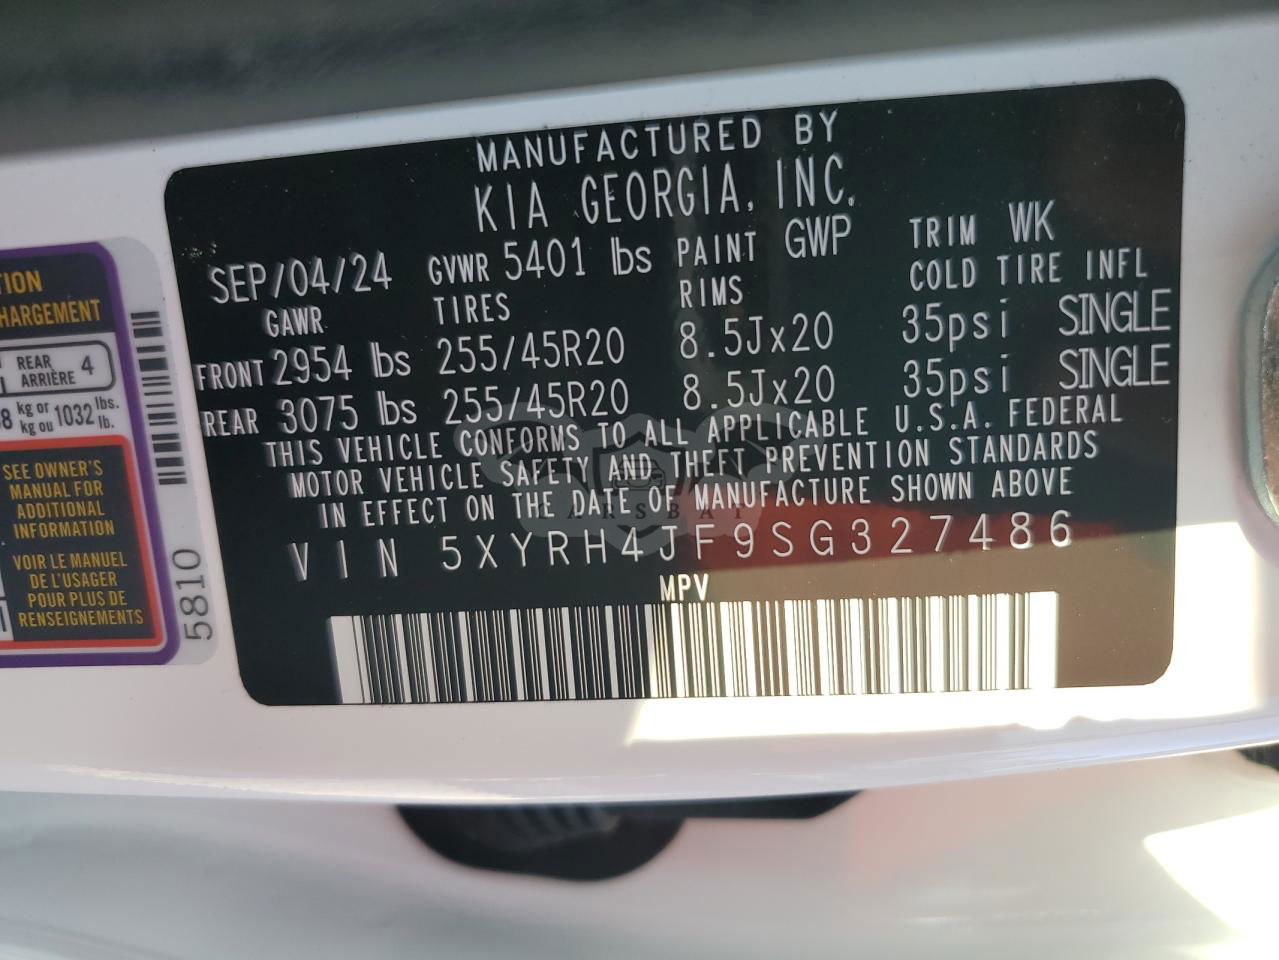 MANUFACTURED BY
KIA GEORGIA, INC.
SEP/04/24 GVWR 5401 lbs PAINT GWP TRIM WK
GAWR TIRES RIMS COLD TIRE INFL
FRONT 2954 lbs 255/45R20 8.5Jx20 35psi SINGLE
REAR 3075 lbs 255/45R20 8.5Jx20 35psi SINGLE
THIS VEHICLE CONFORMS TO ALL APPLICABLE U.S.A. FEDERAL
MOTOR VEHICLE SAFETY AND THEFT PREVENTION STANDARDS
IN EFFECT ON THE DATE OF MANUFACTURE SHOWN ABOVE
VIN 5XYRH4JF9SG327486
MPV
REAR 4
ARRIÈRE
kg or 1032 lbs.
kg ou lb.
SEE OWNER'S
MANUAL FOR
ADDITIONAL
INFORMATION
VOIR LE MANUEL
DE L'USAGER
POUR PLUS DE
RENSEIGNEMENTS
5810
CARSBAT